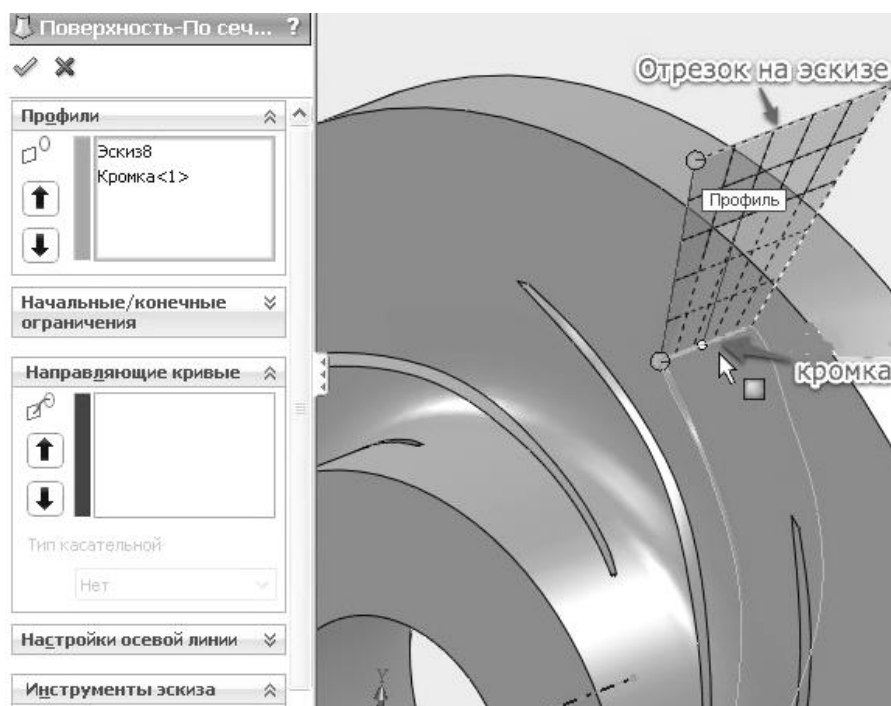 Поверхность-По сеч... ?
Профили
Эскиз8
Кромка<1>
Начальные/конечные
ограничения
Направляющие кривые
Тип касательной
Нет
Настройки осевой линии
Инструменты эскиза
Отрезок на эскизе
Профиль
кромка
Y